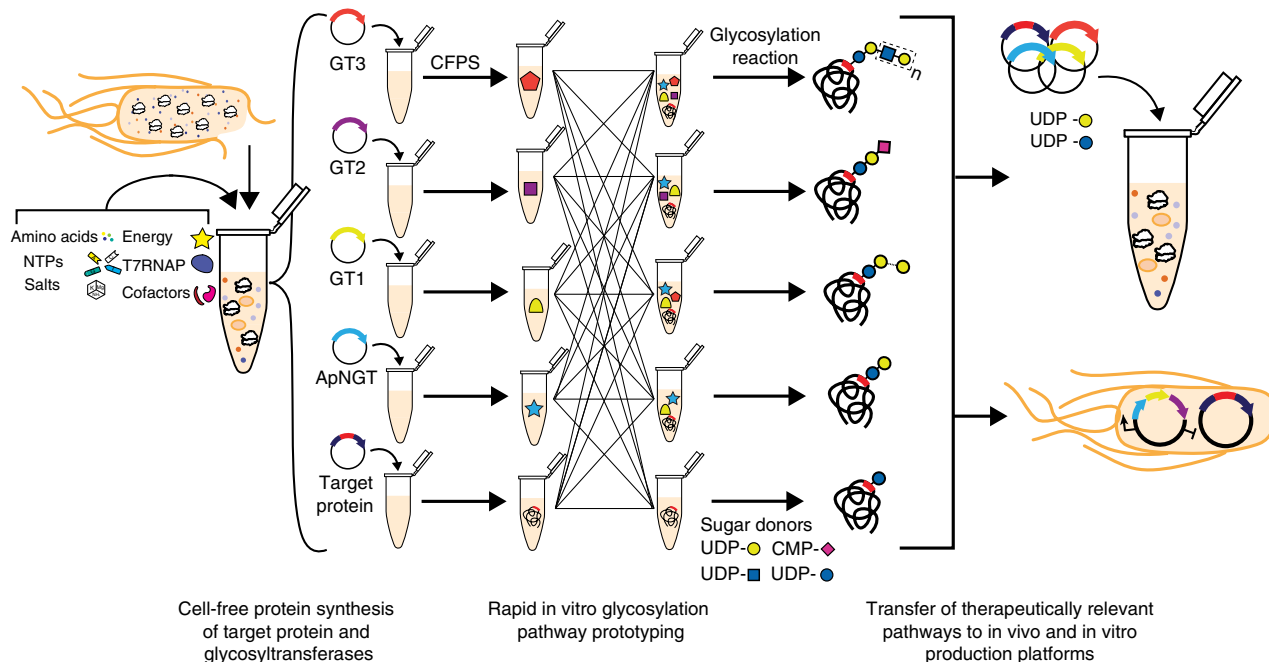 GT3
CFPS
GT2
GT1
ApNGT
Target
protein
Amino acids
Energy
NTPs
T7RNAP
Salts
Cofactors
Glycosylation
reaction
n
Sugar donors
UDP-
CMP-
UDP-
UDP-
UDP -
UDP -
Cell-free protein synthesis
of target protein and
glycosyltransferases
Rapid in vitro glycosylation
pathway prototyping
Transfer of therapeutically relevant
pathways to in vivo and in vitro
production platforms